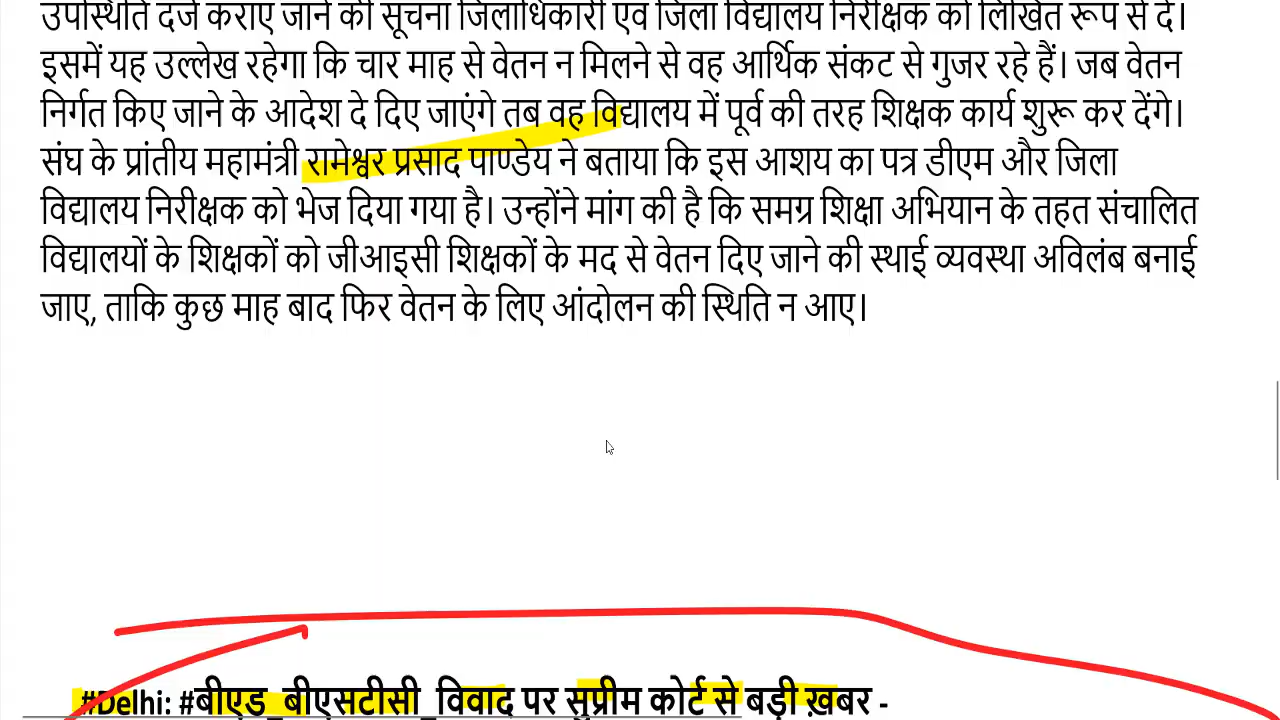 उपस्थिति दर्ज कराए जाने की सूचना जिलाधिकारी एवं जिला विद्यालय निरीक्षक को लिखित रूप से दें।
इसमें यह उल्लेख रहेगा कि चार माह से वेतन न मिलने से वह आर्थिक संकट से गुजर रहे हैं। जब वेतन
निर्गत किए जाने के आदेश दे दिए जाएंगे तब वह विद्यालय में पूर्व की तरह शिक्षक कार्य शुरू कर देंगे।
संघ के प्रांतीय महामंत्री रामेश्वर प्रसाद पाण्डेय ने बताया कि इस आशय का पत्र डीएम और जिला
विद्यालय निरीक्षक को भेज दिया गया है। उन्होंने मांग की है कि समग्र शिक्षा अभियान के तहत संचालित
विद्यालयों के शिक्षकों को जीआइसी शिक्षकों के मद से वेतन दिए जाने की स्थाई व्यवस्था अविलंब बनाई
जाए, ताकि कुछ माह बाद फिर वेतन के लिए आंदोलन की स्थिति न आए।
#Delhi: #बीएड_बीएसटीसी_विवाद पर सुप्रीम कोर्ट से बड़ी ख़बर -